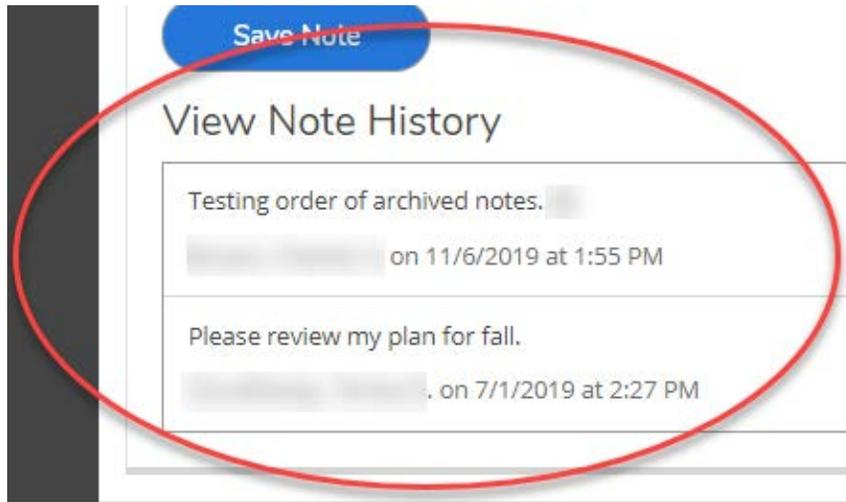 Save Note
View Note History
Testing order of archived notes.
on 11/6/2019 at 1:55 PM
Please review my plan for fall.
. on 7/1/2019 at 2:27 PM